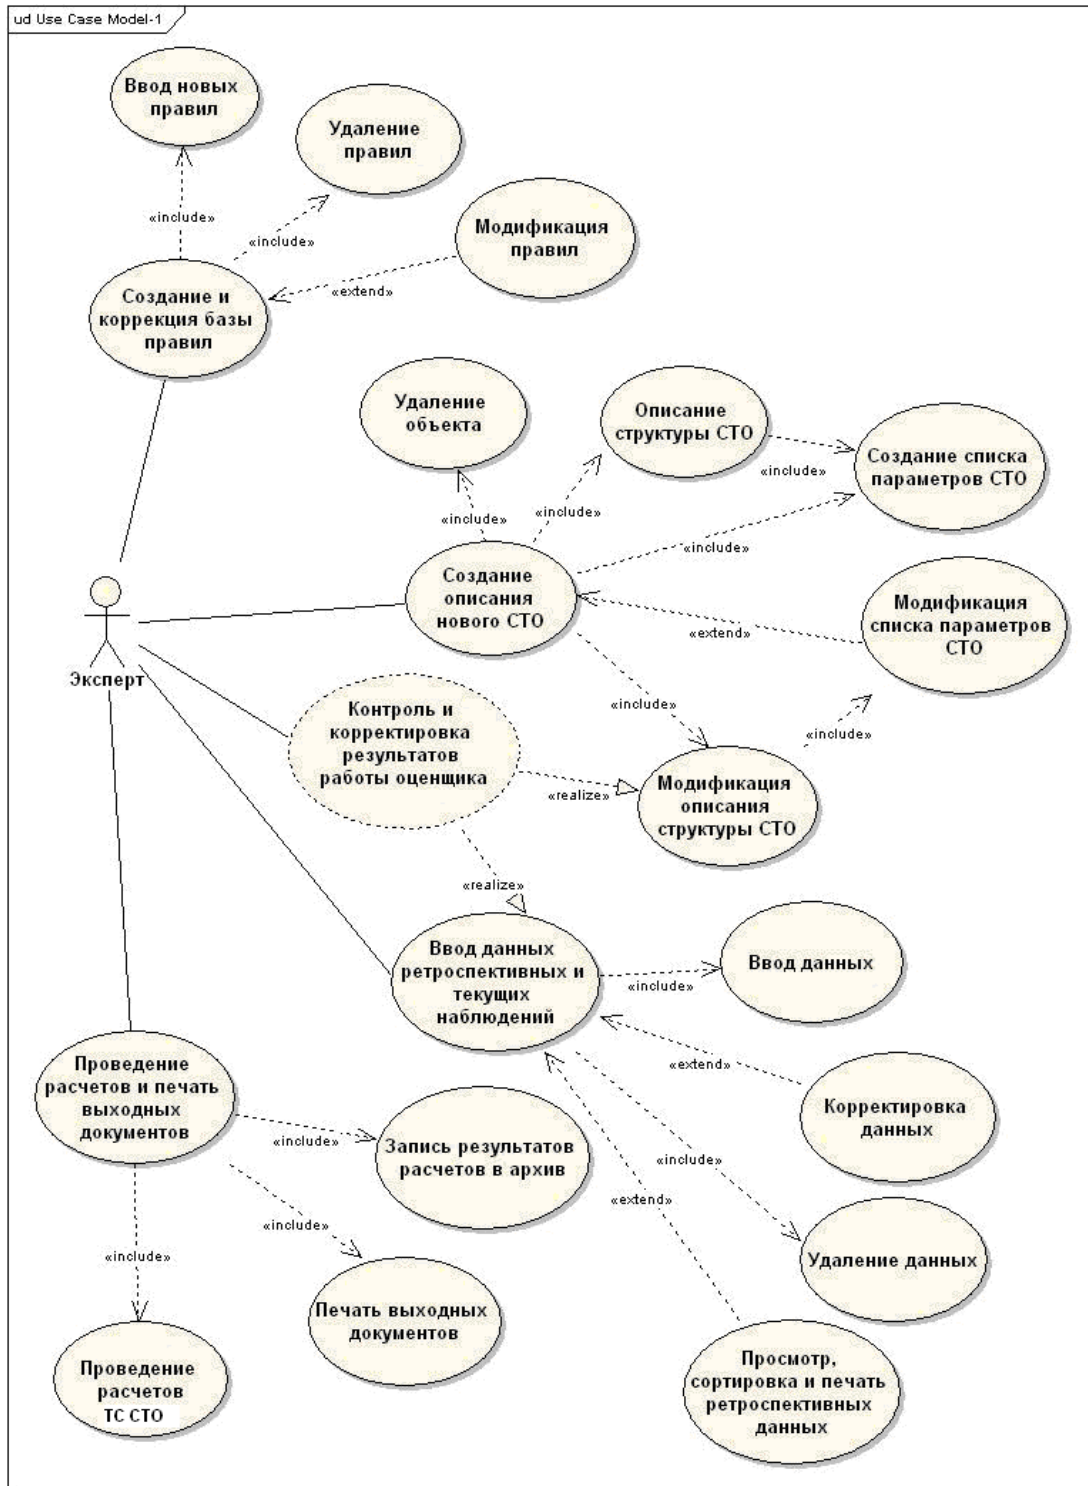 ud Use Case Model-1
Ввод новых
правил
Удаление
правил
«include»
«include»
Модификация
правил
«extend»
Создание и
коррекция базы
правил
Удаление
объекта
Описание
структуры СТО
Создание списка
параметров СТО
«include»
«include»
«include»
«include»
Создание
описания
нового СТО
Модификация
списка параметров
СТО
«extend»
Эксперт
«include»
«include»
Контроль и
корректировка
результатов
работы оценщика
«realize»
Модификация
описания
структуры СТО
«realize»
Ввод данных
ретроспективных и
текущих
наблюдений
«include»
Ввод данных
«extend»
Корректировка
данных
Проведение
расчетов и печать
выходных
документов
«include»
Запись результатов
расчетов в архив
«include»
«extend»
«include»
«include»
Удаление данных
Печать выходных
документов
Проведение
расчетов
ТС СТО
Просмотр,
сортировка и печать
ретроспективных
данных